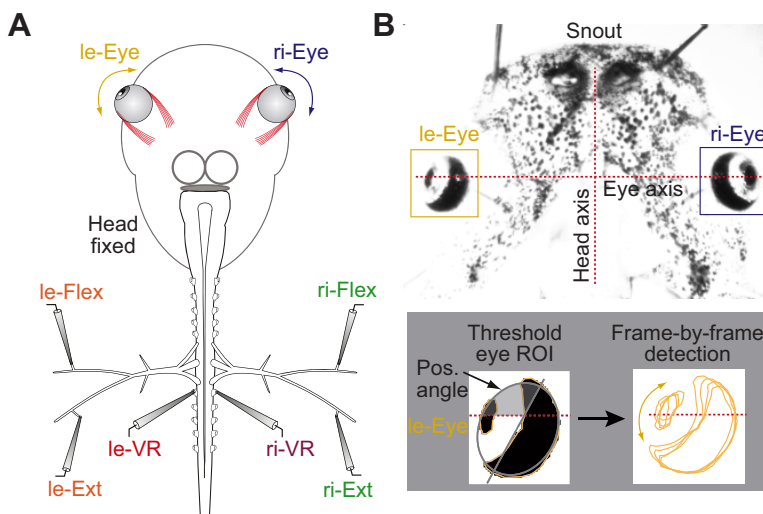 A
le-Eye
ri-Eye
Head
fixed
le-Flex
ri-Flex
le-VR
ri-VR
le-Ext
ri-Ext
B
Snout
le-Eye
ri-Eye
Eye axis
Head axis
Threshold
eye ROI
Frame-by-frame
detection
Pos.
angle
le-Eye